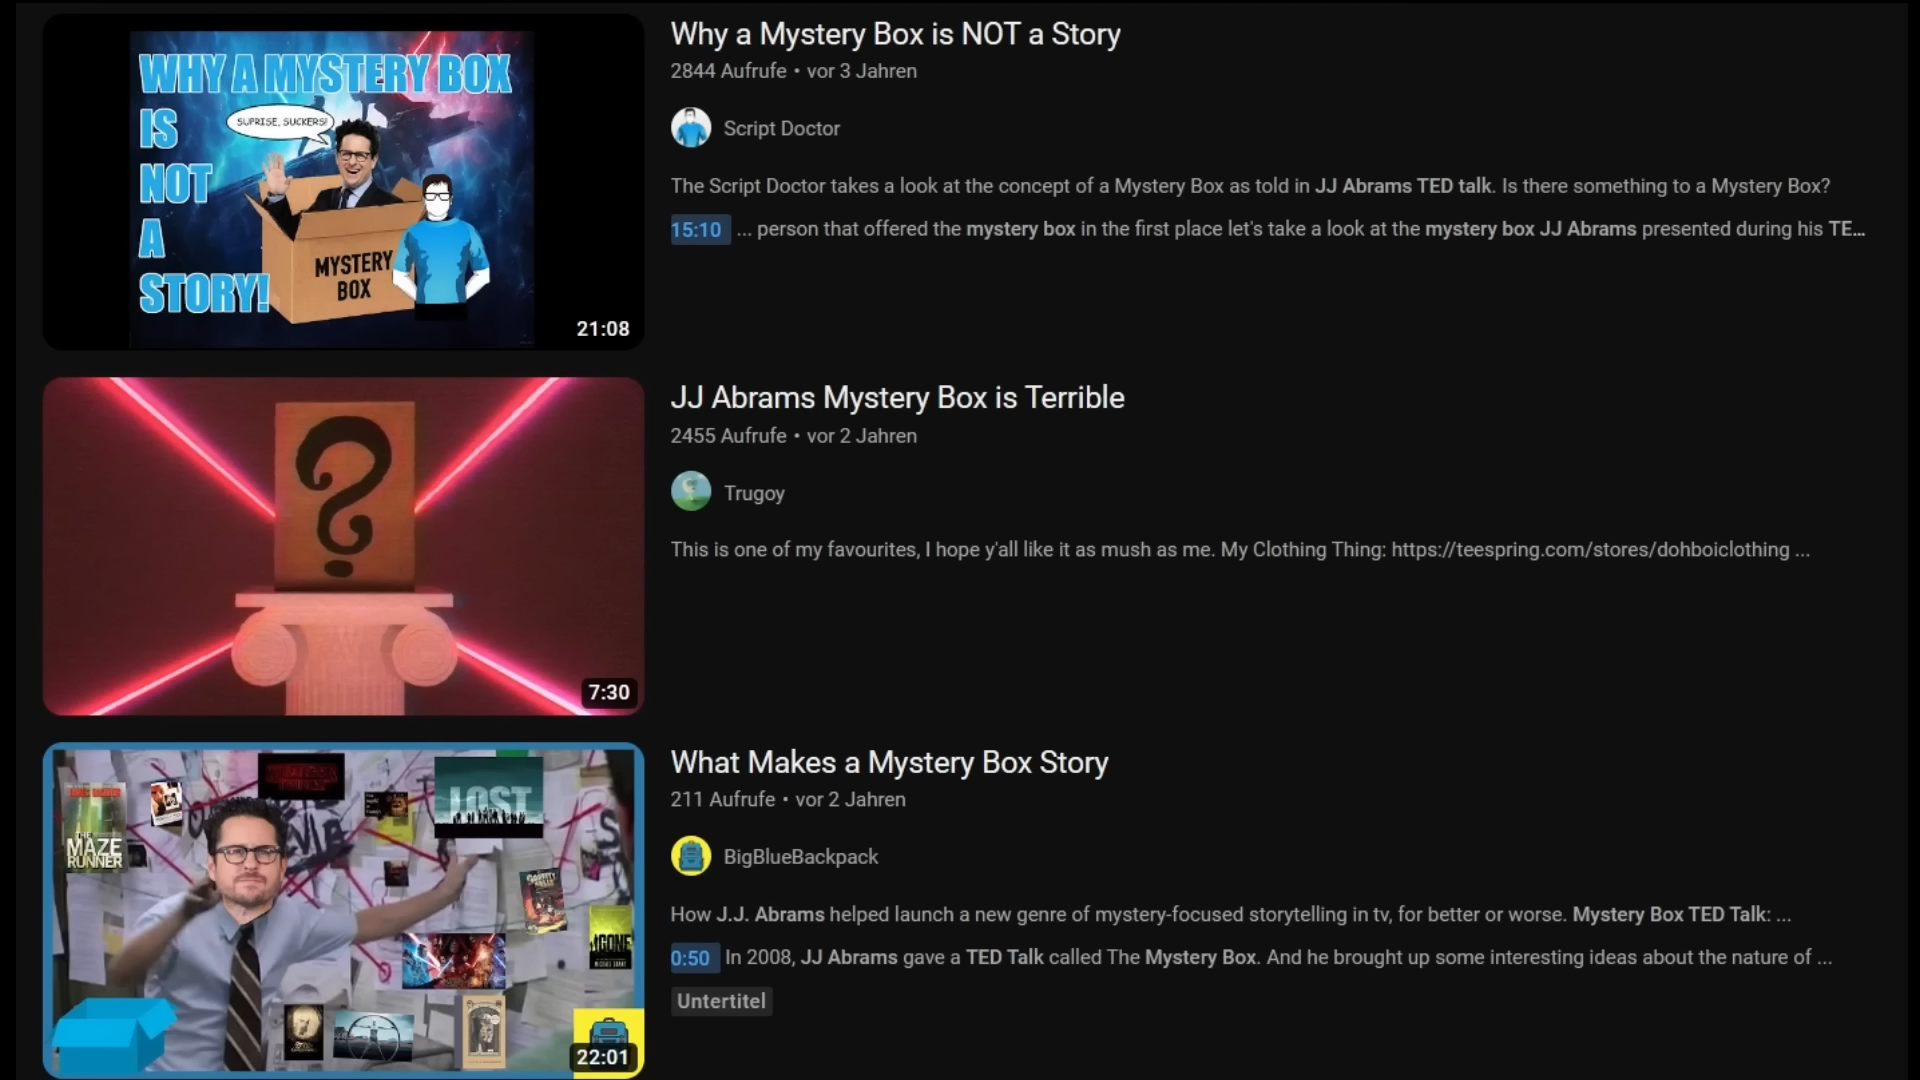 WHY A MYSTERY BOX
IS
NOT
A
STORY!
SUPRISE, SUCKERS!
MYSTERY
BOX
21:08
Why a Mystery Box is NOT a Story
2844 Aufrufe • vor 3 Jahren
Script Doctor
The Script Doctor takes a look at the concept of a Mystery Box as told in JJ Abrams TED talk. Is there something to a Mystery Box?
15:10 ... person that offered the mystery box in the first place let's take a look at the mystery box JJ Abrams presented during his TE...
?
7:30
JJ Abrams Mystery Box is Terrible
2455 Aufrufe • vor 2 Jahren
Trugoy
This is one of my favourites, I hope y'all like it as mush as me. My Clothing Thing: https://teespring.com/stores/dohboiclothing ...
THE
MAZE
RUNNER
LOST
GONE
22:01
What Makes a Mystery Box Story
211 Aufrufe • vor 2 Jahren
BigBlueBackpack
How J.J. Abrams helped launch a new genre of mystery-focused storytelling in tv, for better or worse. Mystery Box TED Talk: ...
0:50 In 2008, JJ Abrams gave a TED Talk called The Mystery Box. And he brought up some interesting ideas about the nature of ...
Untertitel